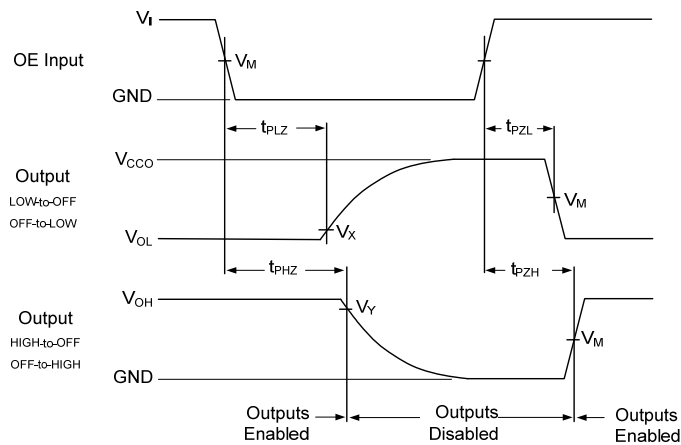 VI
OE Input
VM
GND
tPLZ
tPZL
VCCO
Output
LOW-to-OFF
OFF-to-LOW
VM
VX
VOL
tPHZ
tPZH
VOH
Output
HIGH-to-OFF
OFF-to-HIGH
VY
VM
GND
Outputs
Enabled
Outputs
Disabled
Outputs
Enabled